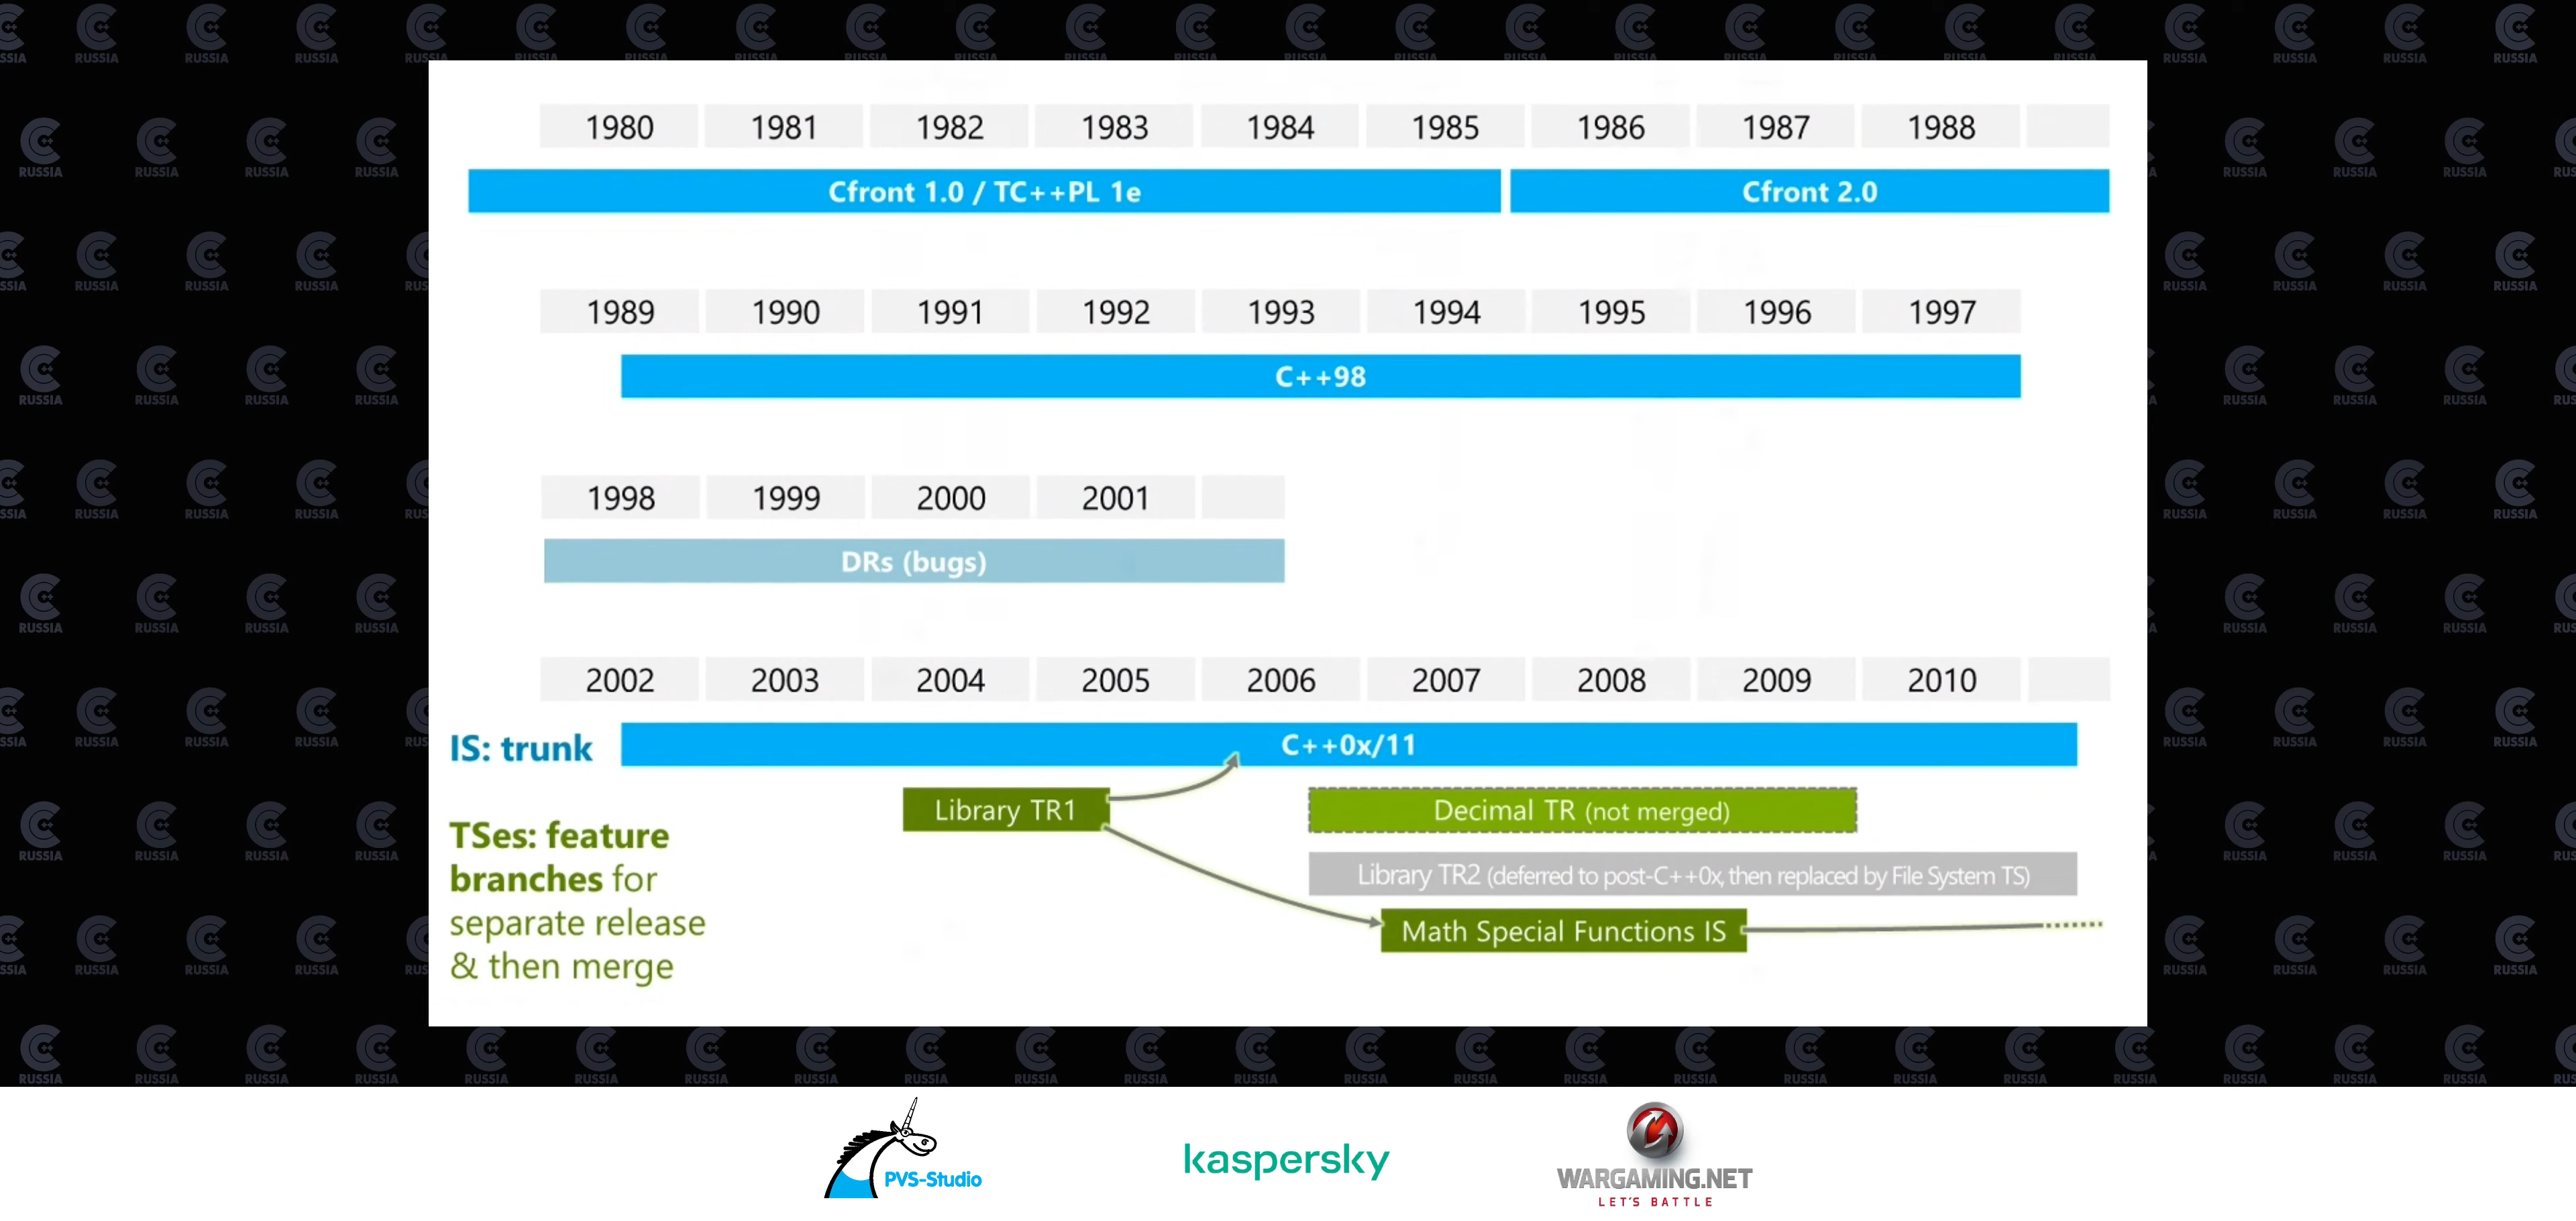 1980 1981 1982 1983 1984 1985 1986 1987 1988
Cfront 1.0 / TC++PL 1e Cfront 2.0
1989 1990 1991 1992 1993 1994 1995 1996 1997
C++98
1998 1999 2000 2001
DRs (bugs)
2002 2003 2004 2005 2006 2007 2008 2009 2010
IS: trunk
C++0x/11
Library TR1
Decimal TR (not merged)
Library TR2 (deferred to post-C++0x, then replaced by File System TS)
Math Special Functions IS
TSes: feature
branches for
separate release
& then merge
RUSSIA
PVS-Studio
kaspersky
WARGAMING.NET
LET'S BATTLE